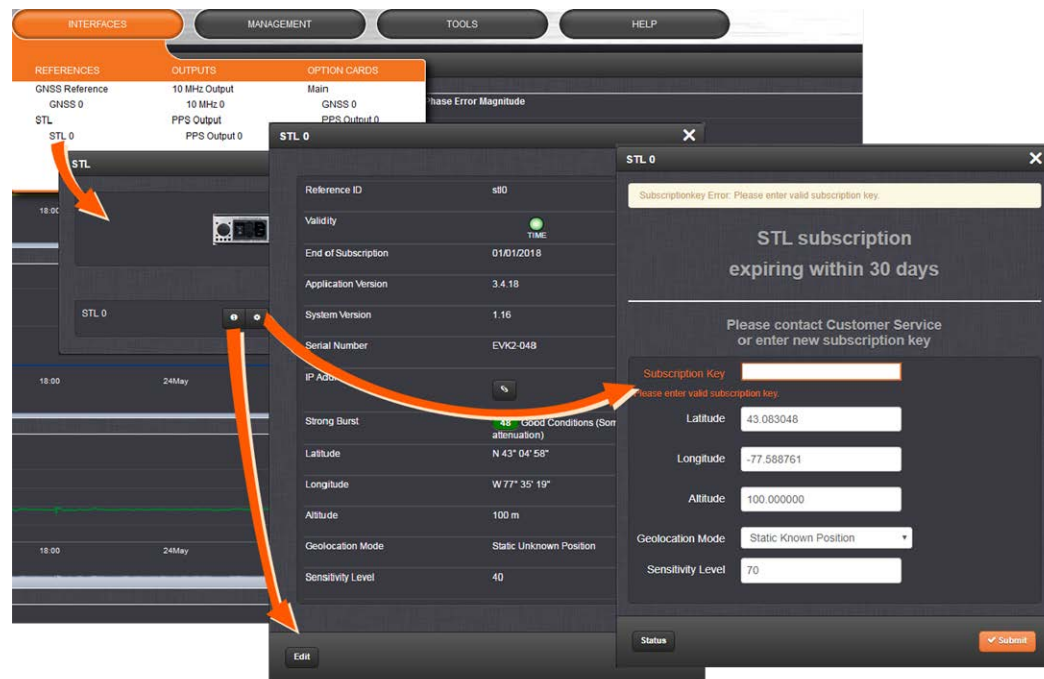 INTERFACES
MANAGEMENT
TOOLS
HELP
REFERENCES
OUTPUTS
OPTION CARDS
GNSS Reference
10 MHz Output
Main
GNSS 0
10 MHz 0
GNSS 0
STL
PPS Output
PPS Output 0
STL 0
PPS Output 0
Phase Error Magnitude
STL
18:00
STL 0
18:00
24May
18:00
24May
STL 0
Reference ID
stl0
Validity
TIME
End of Subscription
01/01/2018
Application Version
3.4.18
System Version
1.16
Serial Number
EVK2-048
IP
Strong Burst
48 Good Conditions
attenuation)
Latitude
N 43° 04' 58"
Longitude
W 77° 35' 19"
Altitude
100 m
Geolocation Mode
Static Unknown Position
Sensitivity Level
40
Edit
STL 0
Subscriptionkey Error: Please enter valid subscription key.
STL subscription
expiring within 30 days
Please contact Customer Service
or enter new subscription key
Subscription Key
Please enter valid subscription key.
Latitude
43.083048
Longitude
-77.588761
Altitude
100.000000
Geolocation Mode
Static Known Position
Sensitivity Level
70
Status
Submit